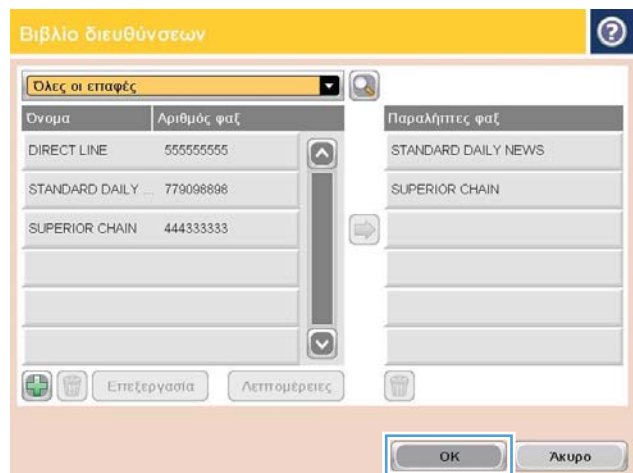 Βιβλίο διευθύνσεων
?
Όλες οι επαφές
Όνομα Αριθμός φαξ
DIRECT LINE 555555555
STANDARD DAILY ... 779098898
SUPERIOR CHAIN 444333333
Παραλήπτες φαξ
STANDARD DAILY NEWS
SUPERIOR CHAIN
Επεξεργασία Λεπτομέρειες
OK Άκυρο